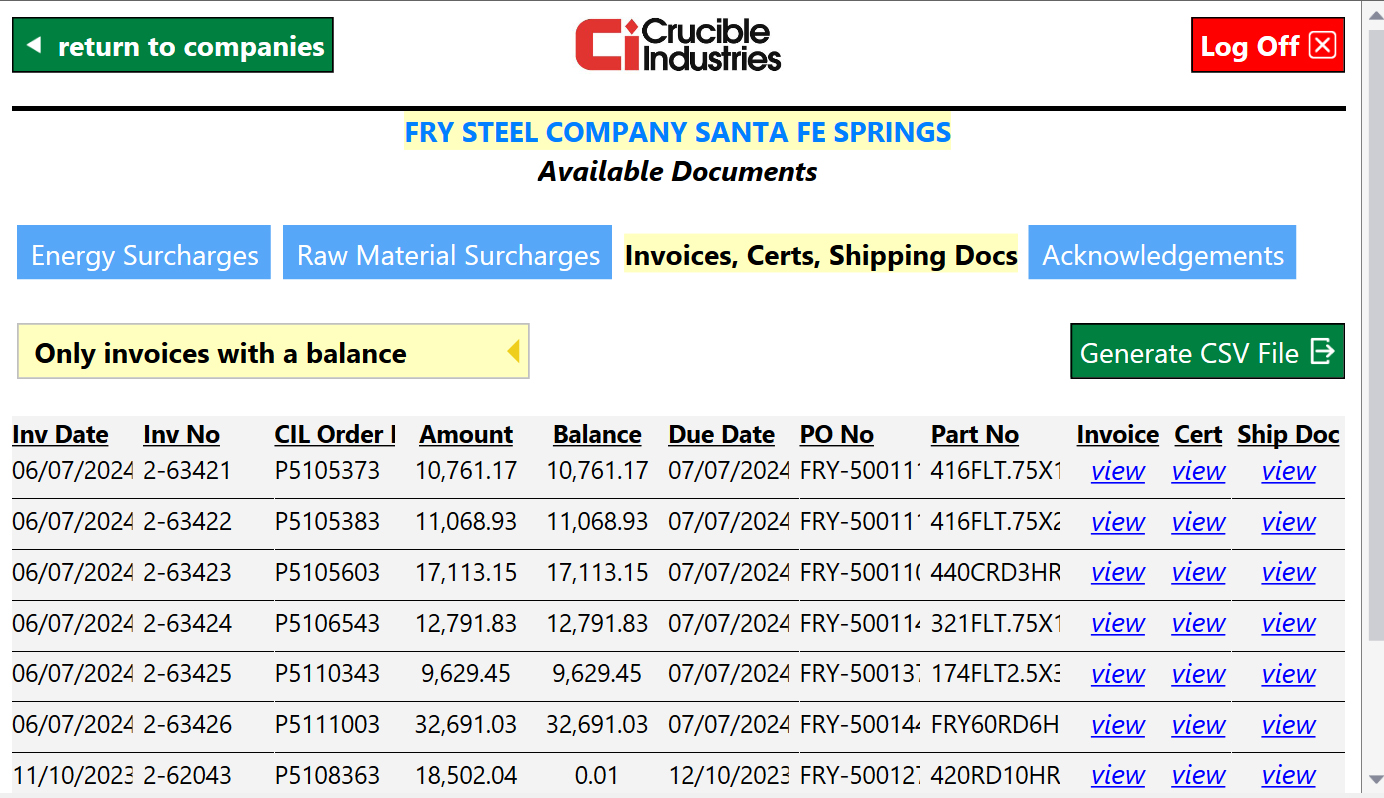 return to companies
Crucible
Industries
Log Off
FRY STEEL COMPANY SANTA FE SPRINGS
Available Documents
Energy Surcharges Raw Material Surcharges Invoices, Certs, Shipping Docs Acknowledgements
Only invoices with a balance Generate CSV File
Inv Date Inv No CIL Order Amount Balance Due Date PO No Part No Invoice Cert Ship Doc
06/07/2024 2-63421 P5105373 10,761.17 10,761.17 07/07/2024 FRY-50011 416FLT.75X1 view view view
06/07/2024 2-63422 P5105383 11,068.93 11,068.93 07/07/2024 FRY-50011 416FLT.75X2 view view view
06/07/2024 2-63423 P5105603 17,113.15 17,113.15 07/07/2024 FRY-500110 440CRD3HR view view view
06/07/2024 2-63424 P5106543 12,791.83 12,791.83 07/07/2024 FRY-500114 321FLT.75X1 view view view
06/07/2024 2-63425 P5110343 9,629.45 9,629.45 07/07/2024 FRY-500137 174FLT2.5X3 view view view
06/07/2024 2-63426 P5111003 32,691.03 32,691.03 07/07/2024 FRY-500144 FRY60RD6H view view view
11/10/2023 2-62043 P5108363 18,502.04 0.01 12/10/2023 FRY-500127 420RD10HR view view view